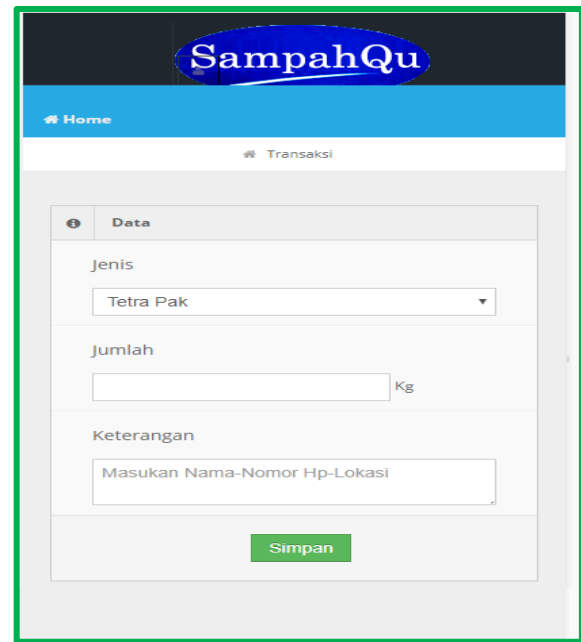 SampahQu
Home
Transaksi
Data
Jenis
Tetra Pak
Jumlah
Kg
Keterangan
Masukan Nama-Nomor Hp-Lokasi
Simpan